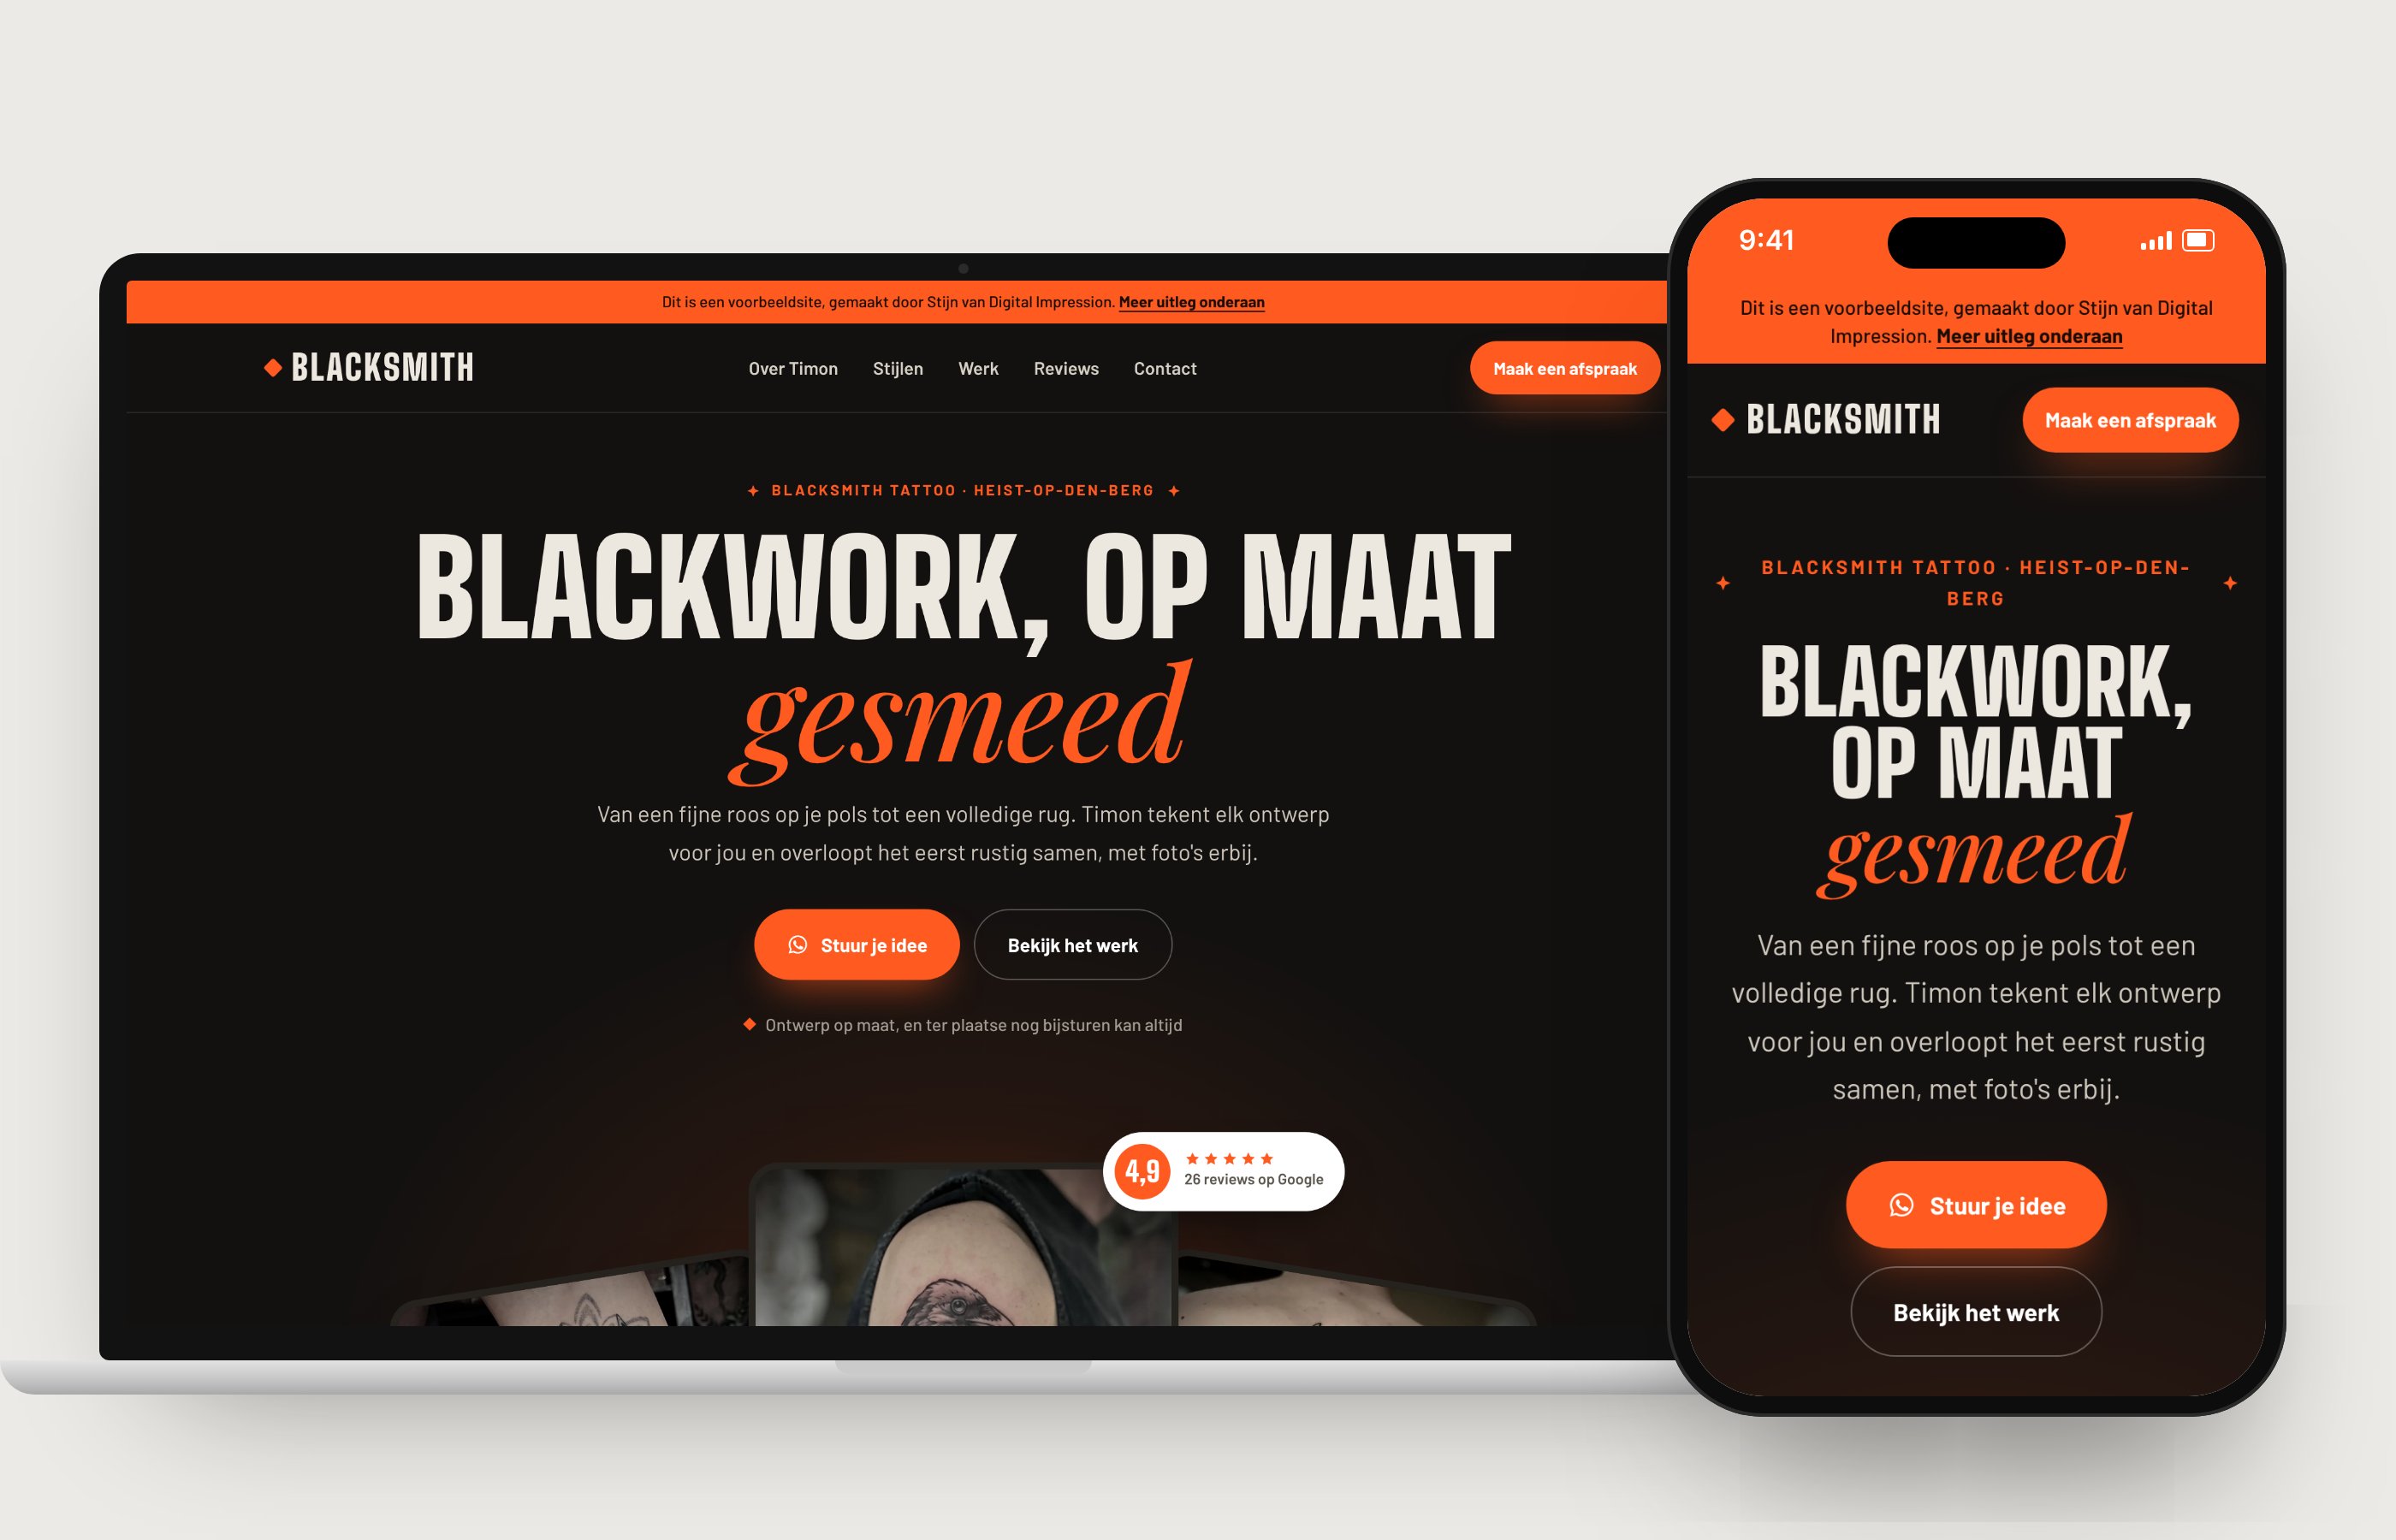 Dit is een voorbeeldsite, gemaakt door Stijn van Digital Impression. Meer uitleg onderaan
BLACKSMITH
Over Timon Stijlen Werk Reviews Contact
Maak een afspraak
BLACKSMITH TATTOO · HEIST-OP-DEN-BERG
BLACKWORK, OP MAAT
gesmeed
Van een fijne roos op je pols tot een volledige rug. Timon tekent elk ontwerp
voor jou en overloopt het eerst rustig samen, met foto's erbij.
Stuur je idee
Bekijk het werk
Ontwerp op maat, en ter plaatse nog bijsturen kan altijd
4,9
26 reviews op Google
9:41
Dit is een voorbeeldsite, gemaakt door Stijn van Digital
Impression. Meer uitleg onderaan
BLACKSMITH
Maak een afspraak
BLACKSMITH TATTOO · HEIST-OP-DEN-
BERG
BLACKWORK,
OP MAAT
gesmeed
Van een fijne roos op je pols tot een
volledige rug. Timon tekent elk ontwerp
voor jou en overloopt het eerst rustig
samen, met foto's erbij.
Stuur je idee
Bekijk het werk